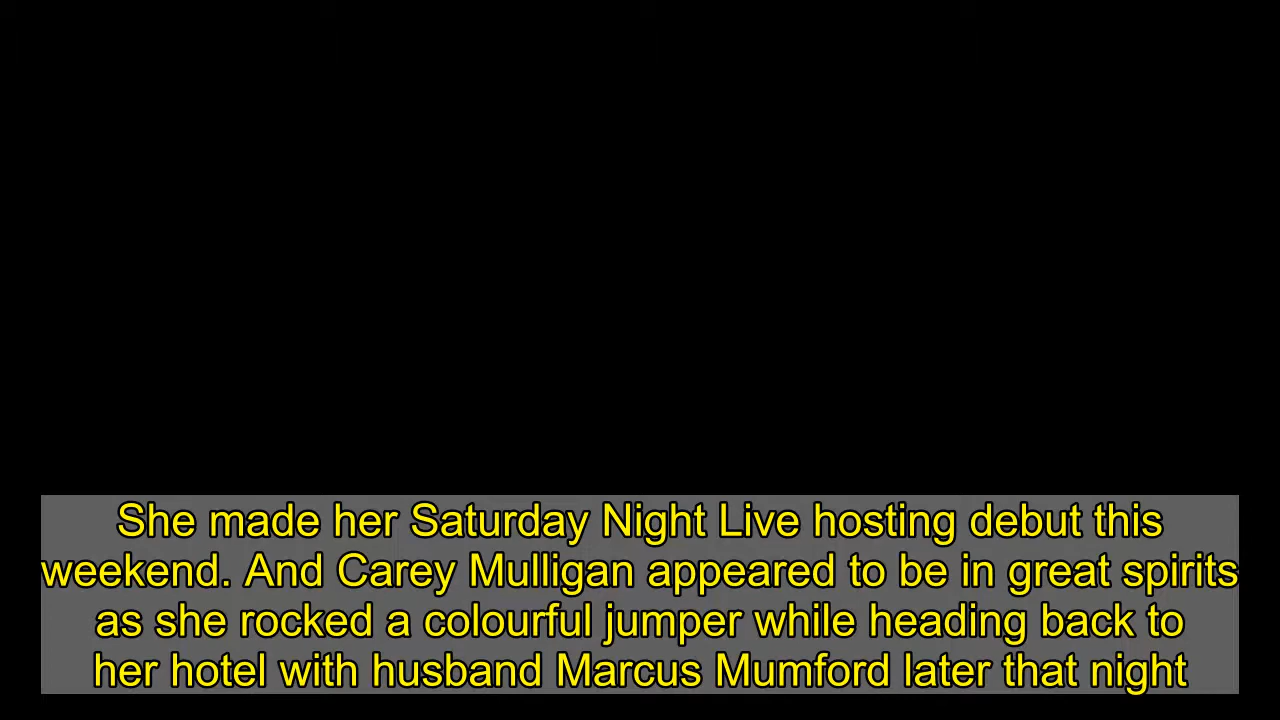 She made her Saturday Night Live hosting debut this
weekend. And Carey Mulligan appeared to be in great spirits
as she rocked a colourful jumper while heading back to
her hotel with husband Marcus Mumford later that night